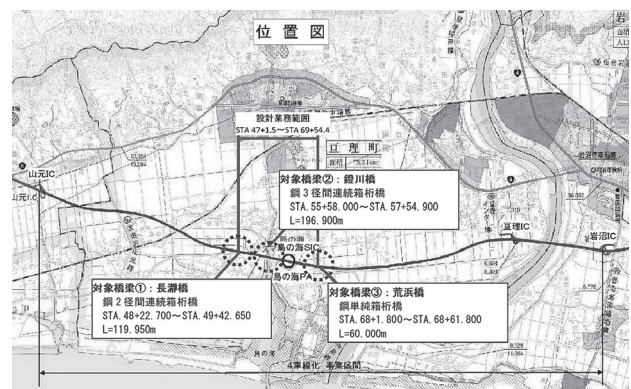 位置図
設計業務範囲
STA 47+1.5～STA 69+54.4
亘理町
対象橋梁②：鐙川橋
鋼３径間連続箱桁橋
STA.55+58.000～STA.57+54.900
L=196.900m
山元IC
山元I.C
鳥の海SIC
鳥の海PA
亘理IC
岩沼IC
対象橋梁①：長瀞橋
鋼２径間連続箱桁橋
STA.48+22.700～STA.49+42.650
L=119.950m
対象橋梁③：荒浜橋
鋼単純箱桁橋
STA.68+1.800～STA.68+61.800
L=60.000m
4車線化 事業区間